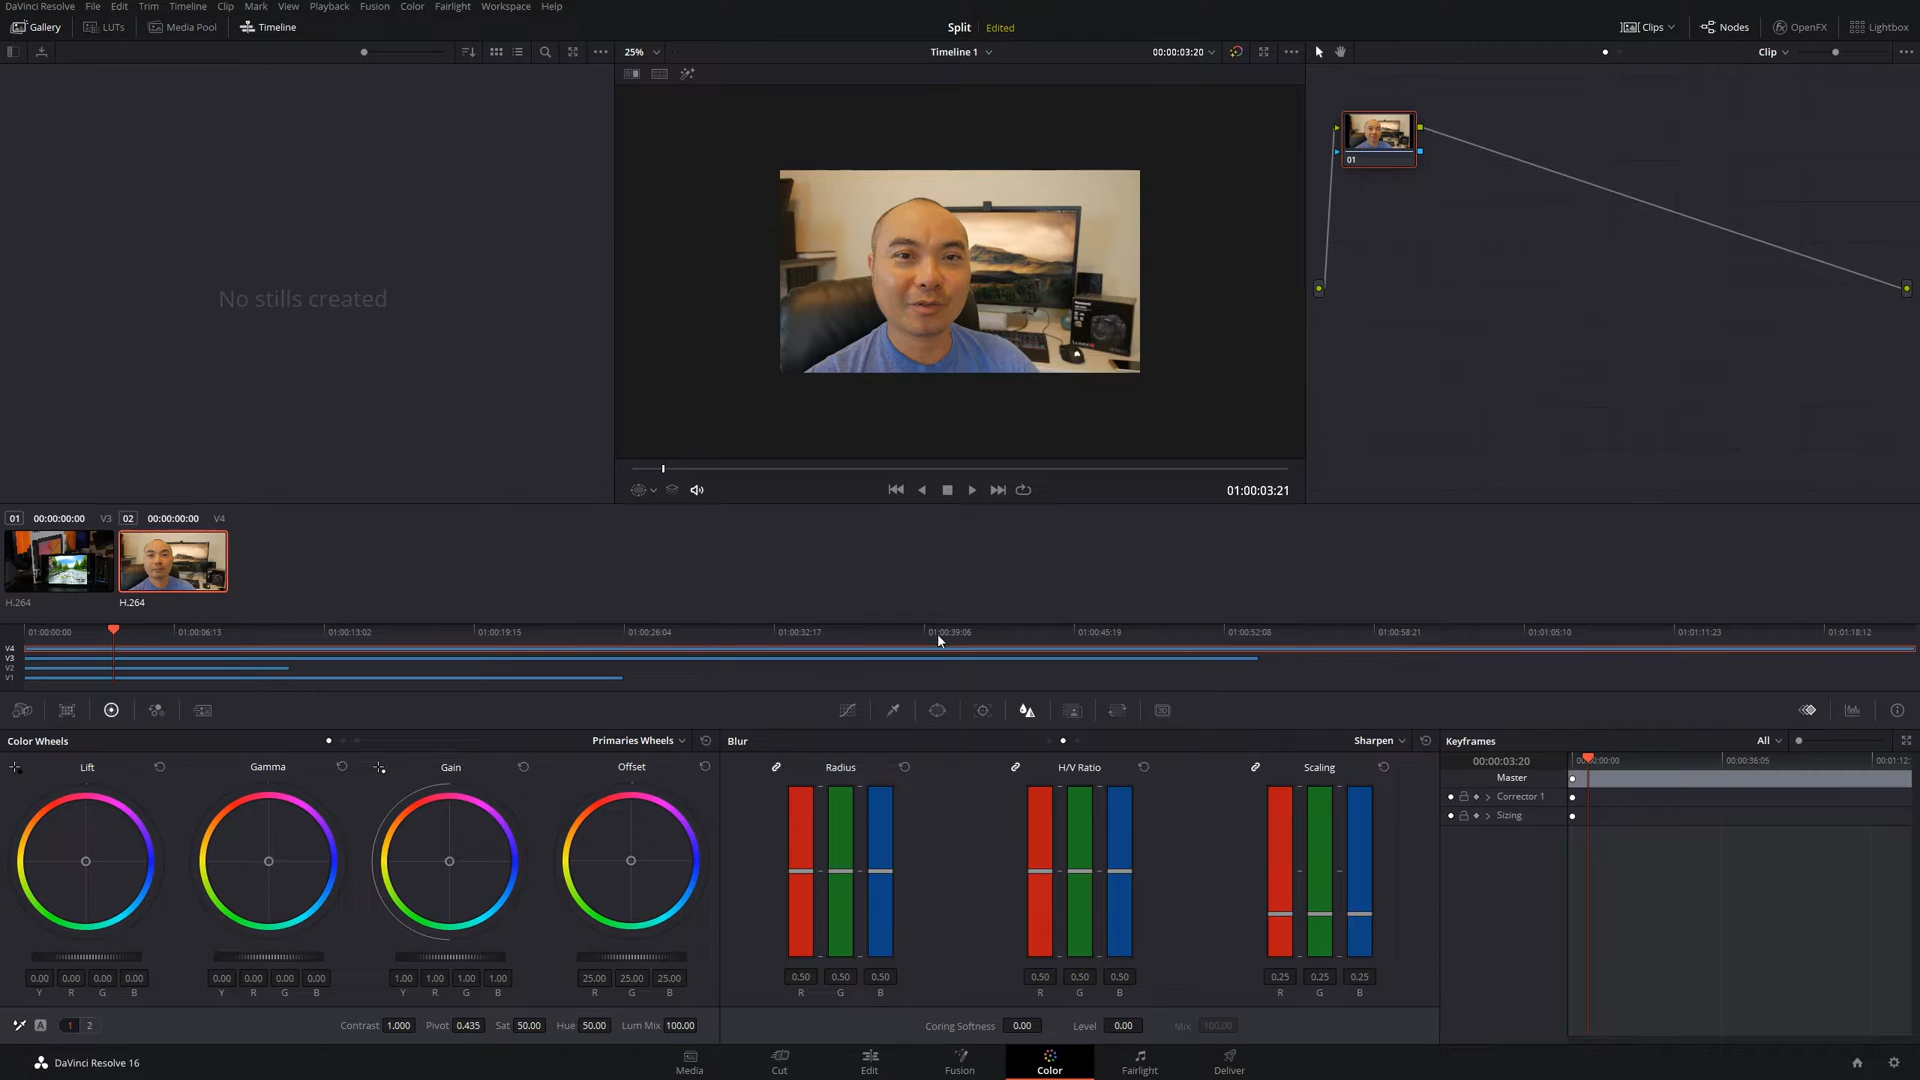 DaVinci Resolve File Edit Trim Timeline Clip Mark View Playback Fusion Color Fairlight Workspace Help
Gallery LUTs Media Pool Timeline Split Edited Clips Nodes OpenFX Lightbox
25% Timeline 1 00:00:03:20 Clip
No stills created
01
01:00:03:21
01 00:00:00:00 V3 02 00:00:00:00 V4
H.264 H.264
01:00:00:00 01:00:06:13 01:00:13:02 01:00:19:15 01:00:26:04 01:00:32:17 01:00:39:06 01:00:45:19 01:00:52:08 01:00:58:21 01:01:05:10 01:01:11:23 01:01:18:12
V4
V3
V2
V1
Color Wheels Primaries Wheels Blur Sharpen Keyframes All
Lift Gamma Gain Offset Radius H/V Ratio Scaling 00:00:03:20 00:00:00 00:00:36:05 00:01:12:
Master
Corrector 1
Sizing
0.00 0.00 0.00 0.00 0.00 0.00 0.00 0.00 1.00 1.00 1.00 1.00 25.00 25.00 25.00 0.50 0.50 0.50 0.50 0.50 0.50 0.25 0.25 0.25
Y R G B Y R G B Y R G B R G B R G B R G B R G B
A 1 2 Contrast 1.000 Pivot 0.435 Sat 50.00 Hue 50.00 Lum Mix 100.00 Coring Softness 0.00 Level 0.00 Mix 100.00
DaVinci Resolve 16 Media Cut Edit Fusion Color Fairlight Deliver